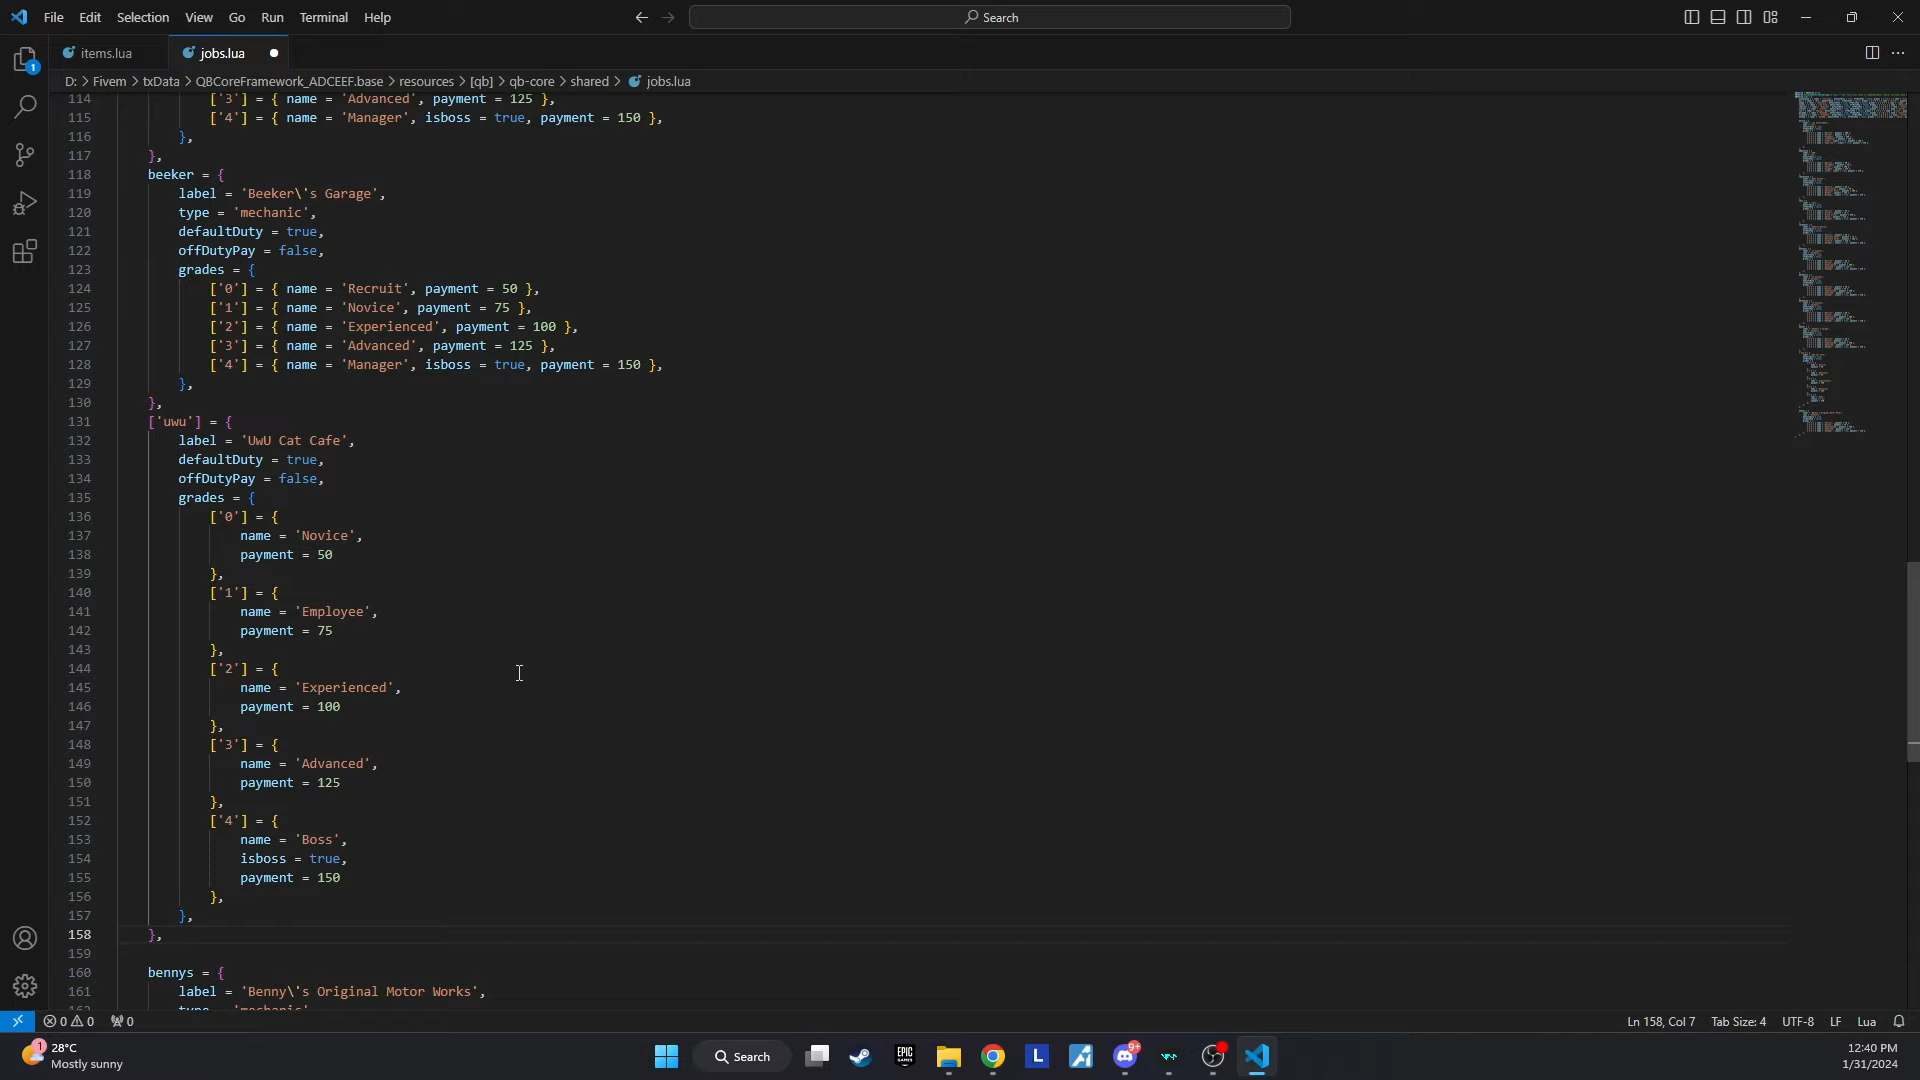 File Edit Selection View Go Run Terminal Help
Search
items.lua
jobs.lua
D: > Fivem > txData > QBCoreFramework_ADCEEF.base > resources > [qb] > qb-core > shared > jobs.lua
114 ['3'] = { name = 'Advanced', payment = 125 },
115 ['4'] = { name = 'Manager', isboss = true, payment = 150 },
116 },
117 },
118 beeker = {
119 label = 'Beeker\'s Garage',
120 type = 'mechanic',
121 defaultDuty = true,
122 offDutyPay = false,
123 grades = {
124 ['0'] = { name = 'Recruit', payment = 50 },
125 ['1'] = { name = 'Novice', payment = 75 },
126 ['2'] = { name = 'Experienced', payment = 100 },
127 ['3'] = { name = 'Advanced', payment = 125 },
128 ['4'] = { name = 'Manager', isboss = true, payment = 150 },
129 },
130 },
131 ['uwu'] = {
132 label = 'UwU Cat Cafe',
133 defaultDuty = true,
134 offDutyPay = false,
135 grades = {
136 ['0'] = {
137 name = 'Novice',
138 payment = 50
139 },
140 ['1'] = {
141 name = 'Employee',
142 payment = 75
143 },
144 ['2'] = {
145 name = 'Experienced',
146 payment = 100
147 },
148 ['3'] = {
149 name = 'Advanced',
150 payment = 125
151 },
152 ['4'] = {
153 name = 'Boss',
154 isboss = true,
155 payment = 150
156 },
157 },
158 },
159
160 bennys = {
161 label = 'Benny\'s Original Motor Works',
162 type = 'mechanic'
0 0 0
Ln 158, Col 7 Tab Size: 4 UTF-8 LF Lua
1
28°C
Mostly sunny
Search
EPIC GAMES
L
9+
12:40 PM
1/31/2024